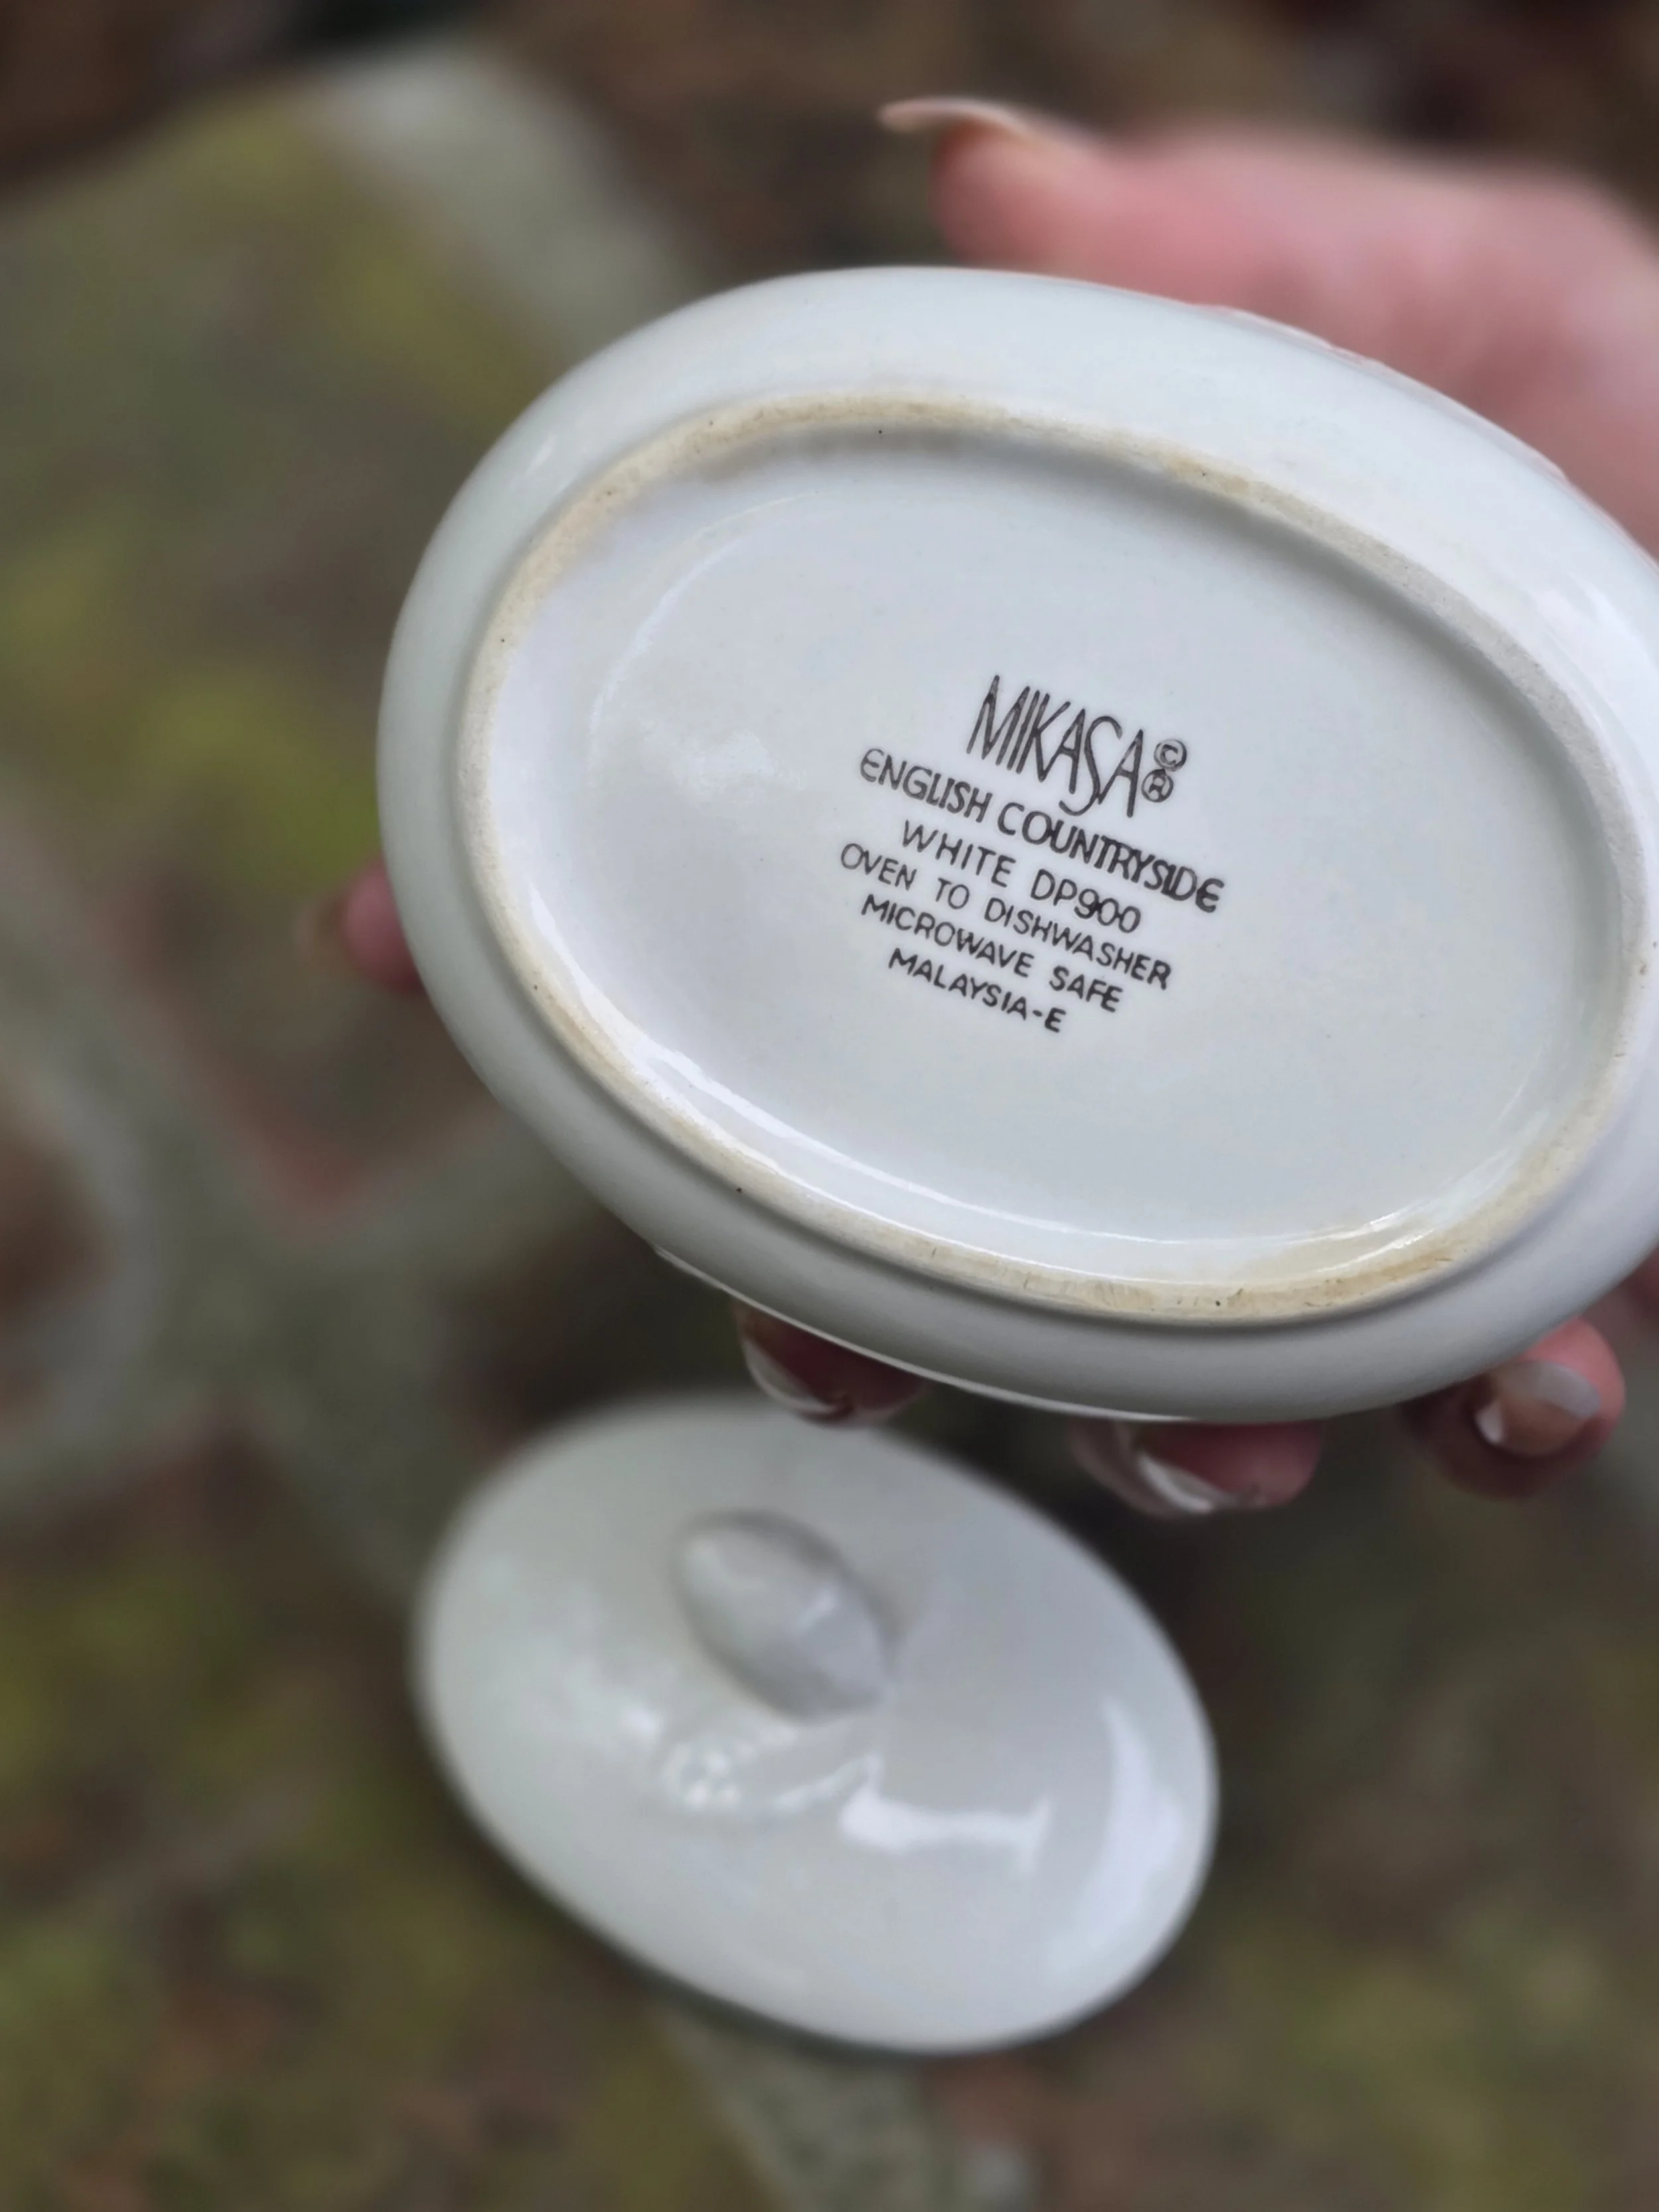 MIKASA©®
ENGLISH COUNTRYSIDE
WHITE DP900
OVEN TO DISHWASHER
MICROWAVE SAFE
MALAYSIA-E